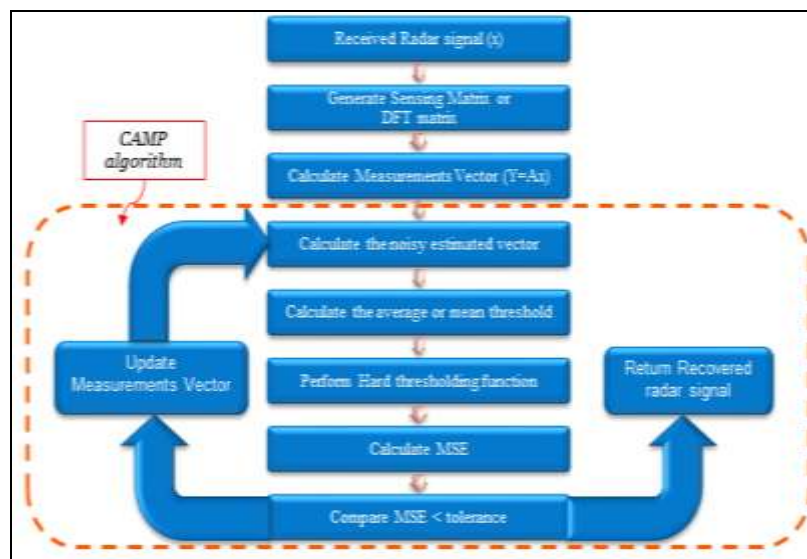 Received Radar signal (x)
Generate Sensing Matrix or
DFT matrix
CAMP
algorithm
Calculate Measurements Vector (Y=Ax)
Calculate the noisy estimated vector
Calculate the average or mean threshold
Update
Measurements Vector
Perform Hard thresholding function
Return Recovered
radar signal
Calculate MSE
Compare MSE < tolerance